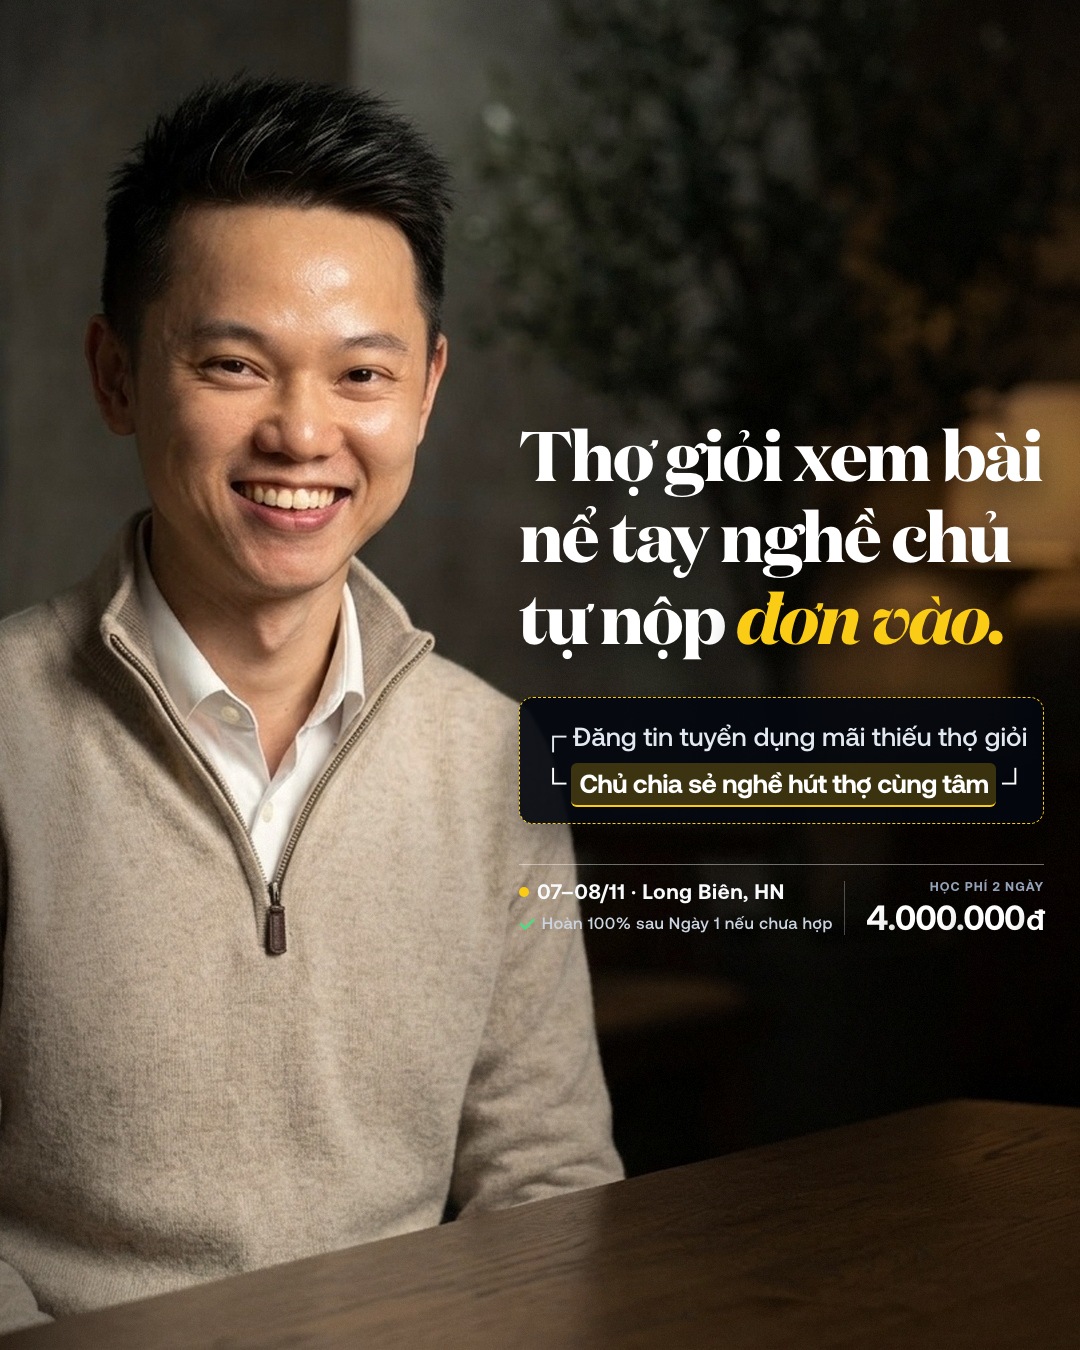 Thợ giỏi xem bài
nể tay nghề chủ
tự nộp đơn vào.
Đăng tin tuyển dụng mãi thiếu thợ giỏi
Chủ chia sẻ nghề hút thợ cùng tâm
07–08/11 · Long Biên, HN
Hoàn 100% sau Ngày 1 nếu chưa hợp
HỌC PHÍ 2 NGÀY
4.000.000đ